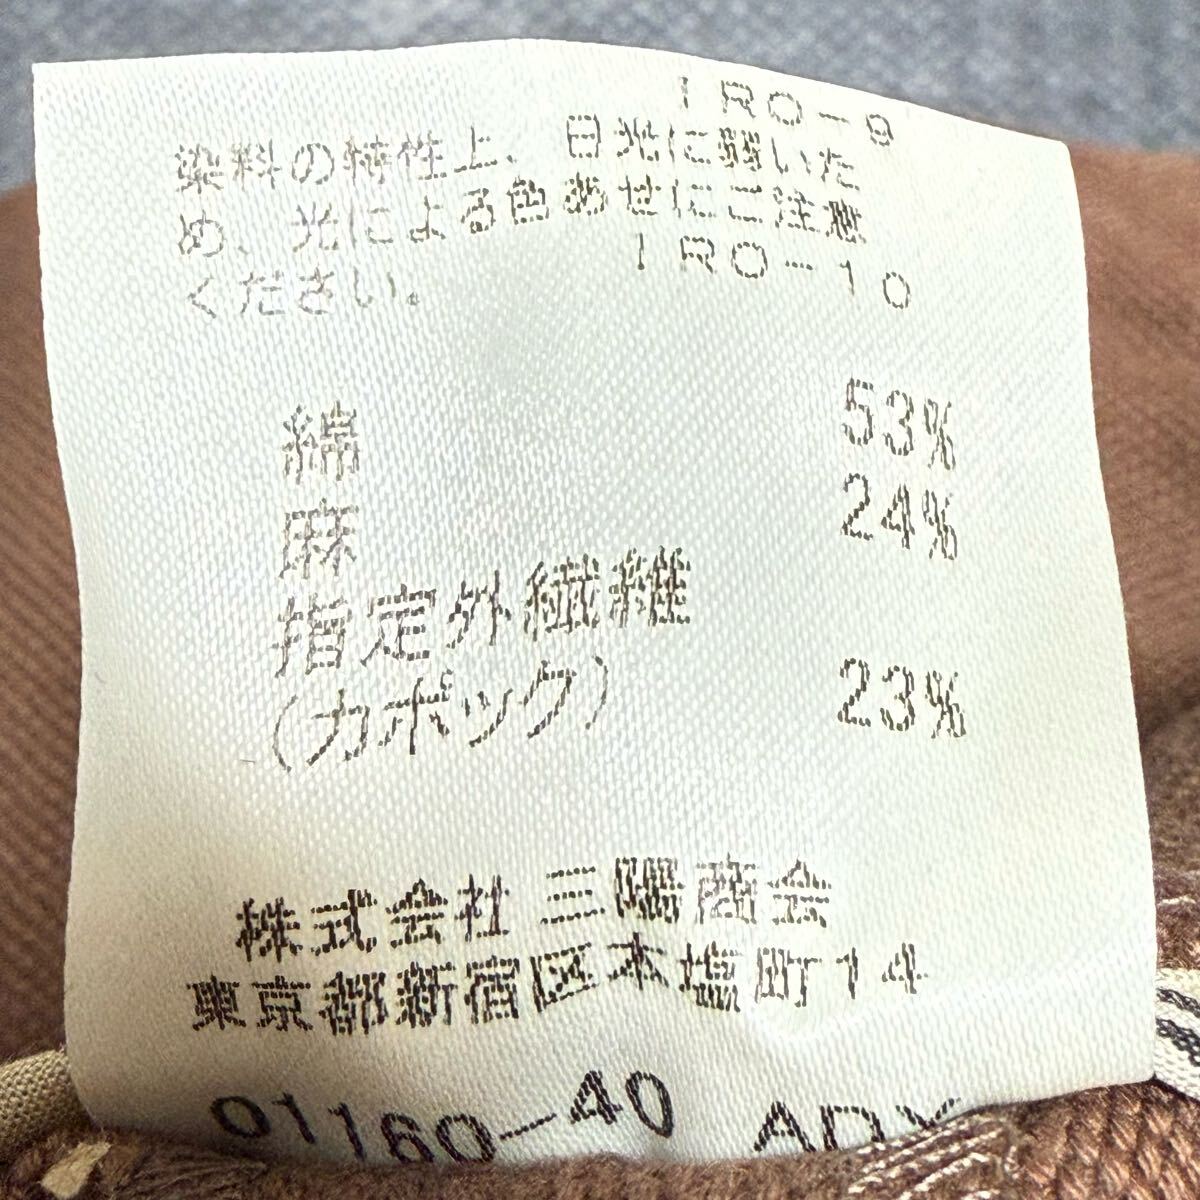 IRO-9
染料の特性上、日光に弱いた
め、光による色あせにご注意
ください。
IRO-10
綿 53%
麻 24%
指定外繊維
(カポック) 23%
株式会社 三陽商会
東京都新宿区本塩町14
01160-40 ADX